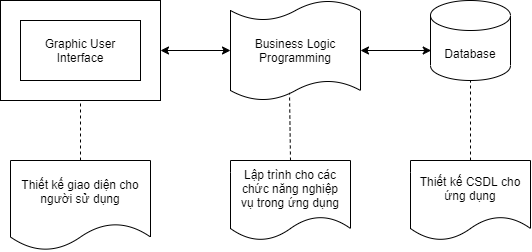 Graphic User
Interface
Business Logic
Programming
Database
Thiết kế giao diện cho
người sử dụng
Lập trình cho các
chức năng nghiệp
vụ trong ứng dụng
Thiết kế CSDL cho
ứng dụng